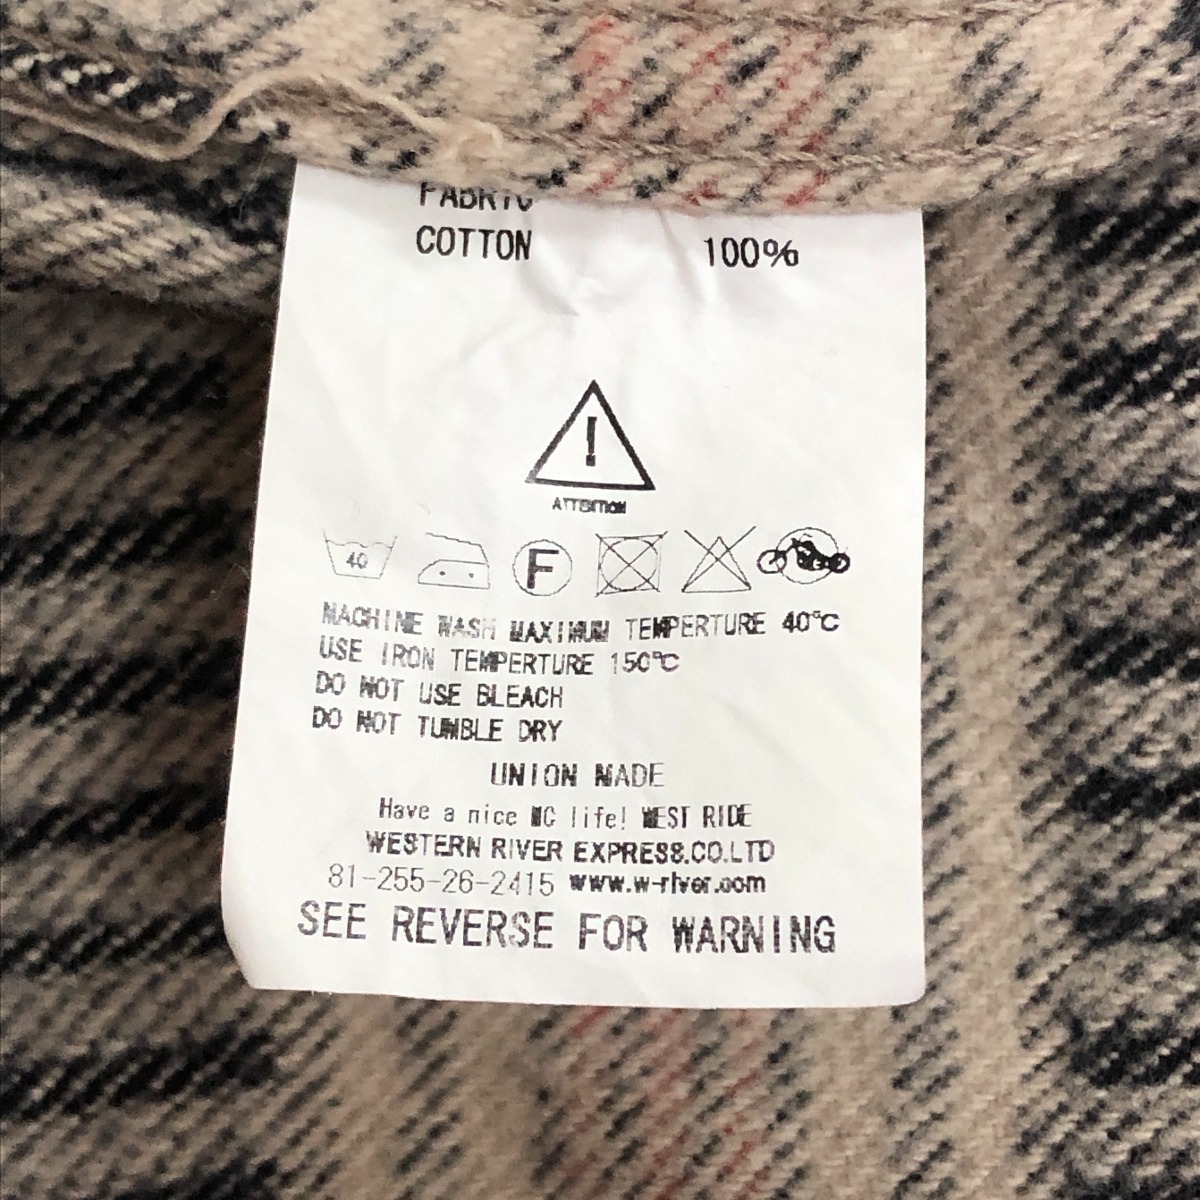 FABRIC
COTTON 100%
!
ATTENTION
40 F
MACHINE WASH MAXIMUM TEMPERTURE 40℃
USE IRON TEMPERTURE 150℃
DO NOT USE BLEACH
DO NOT TUMBLE DRY
UNION MADE
Have a nice MC life! WEST RIDE
WESTERN RIVER EXPRESS.CO.LTD
81-255-26-2415 www.w-river.com
SEE REVERSE FOR WARNING